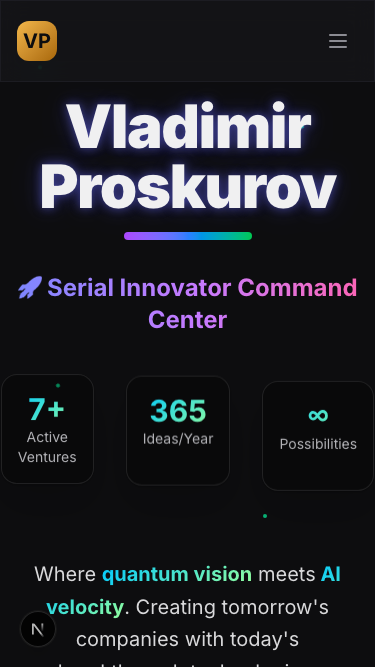 VP
Vladimir
Proskurov
🚀 Serial Innovator Command
Center
7+
Active
Ventures
365
Ideas/Year
∞
Possibilities
Where quantum vision meets AI
velocity. Creating tomorrow's
companies with today's
N